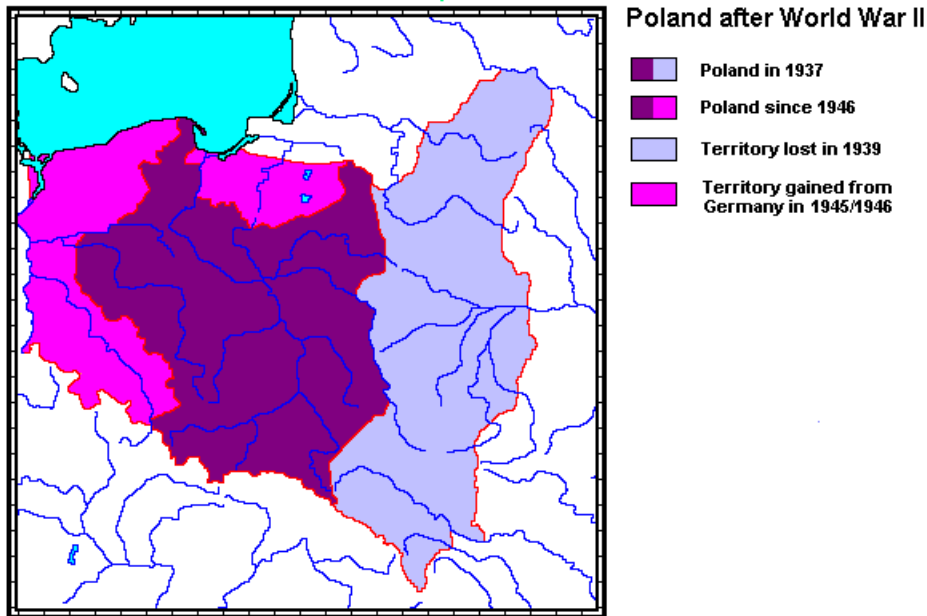 Poland after World War II
Poland in 1937
Poland since 1946
Territory lost in 1939
Territory gained from
Germany in 1945/1946